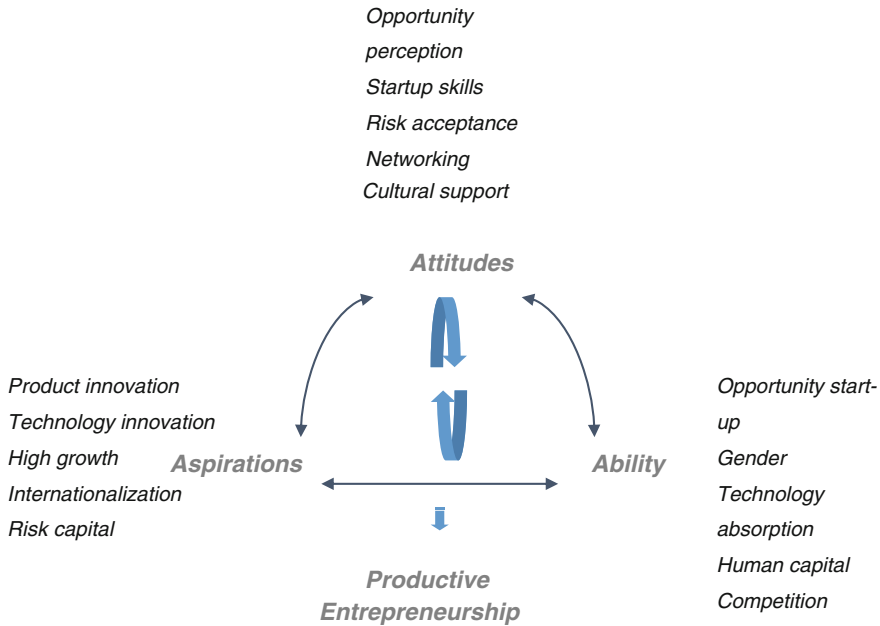 Opportunity
perception
Startup skills
Risk acceptance
Networking
Cultural support
Attitudes
Product innovation
Technology innovation
High growth
Internationalization
Risk capital
Aspirations
Ability
Opportunity start-
up
Gender
Technology
absorption
Human capital
Competition
Productive
Entrepreneurship